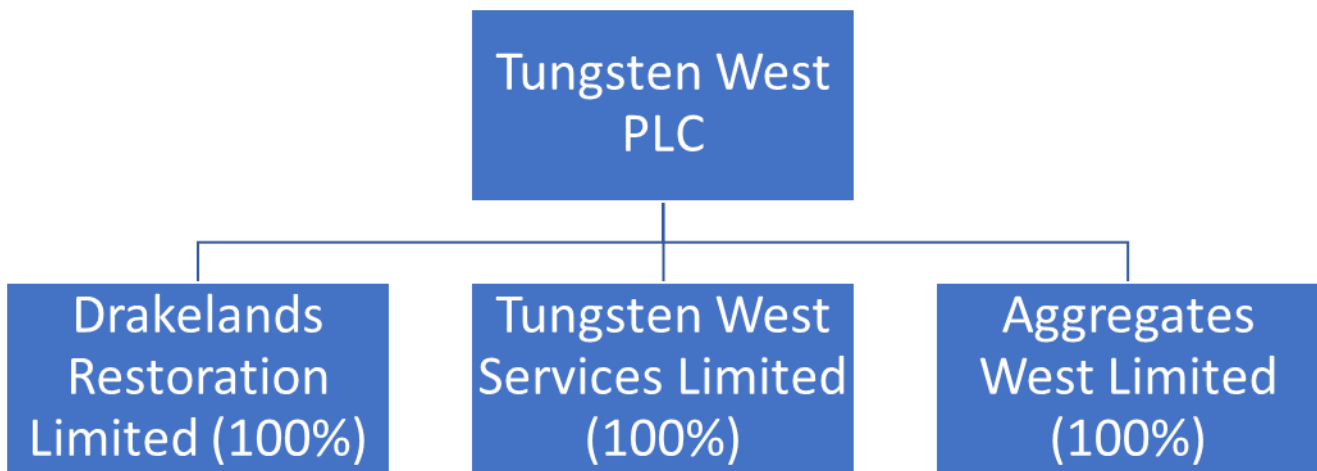 Tungsten West
PLC
Drakelands
Restoration
Limited (100%)
Tungsten West
Services Limited
(100%)
Aggregates
West Limited
(100%)